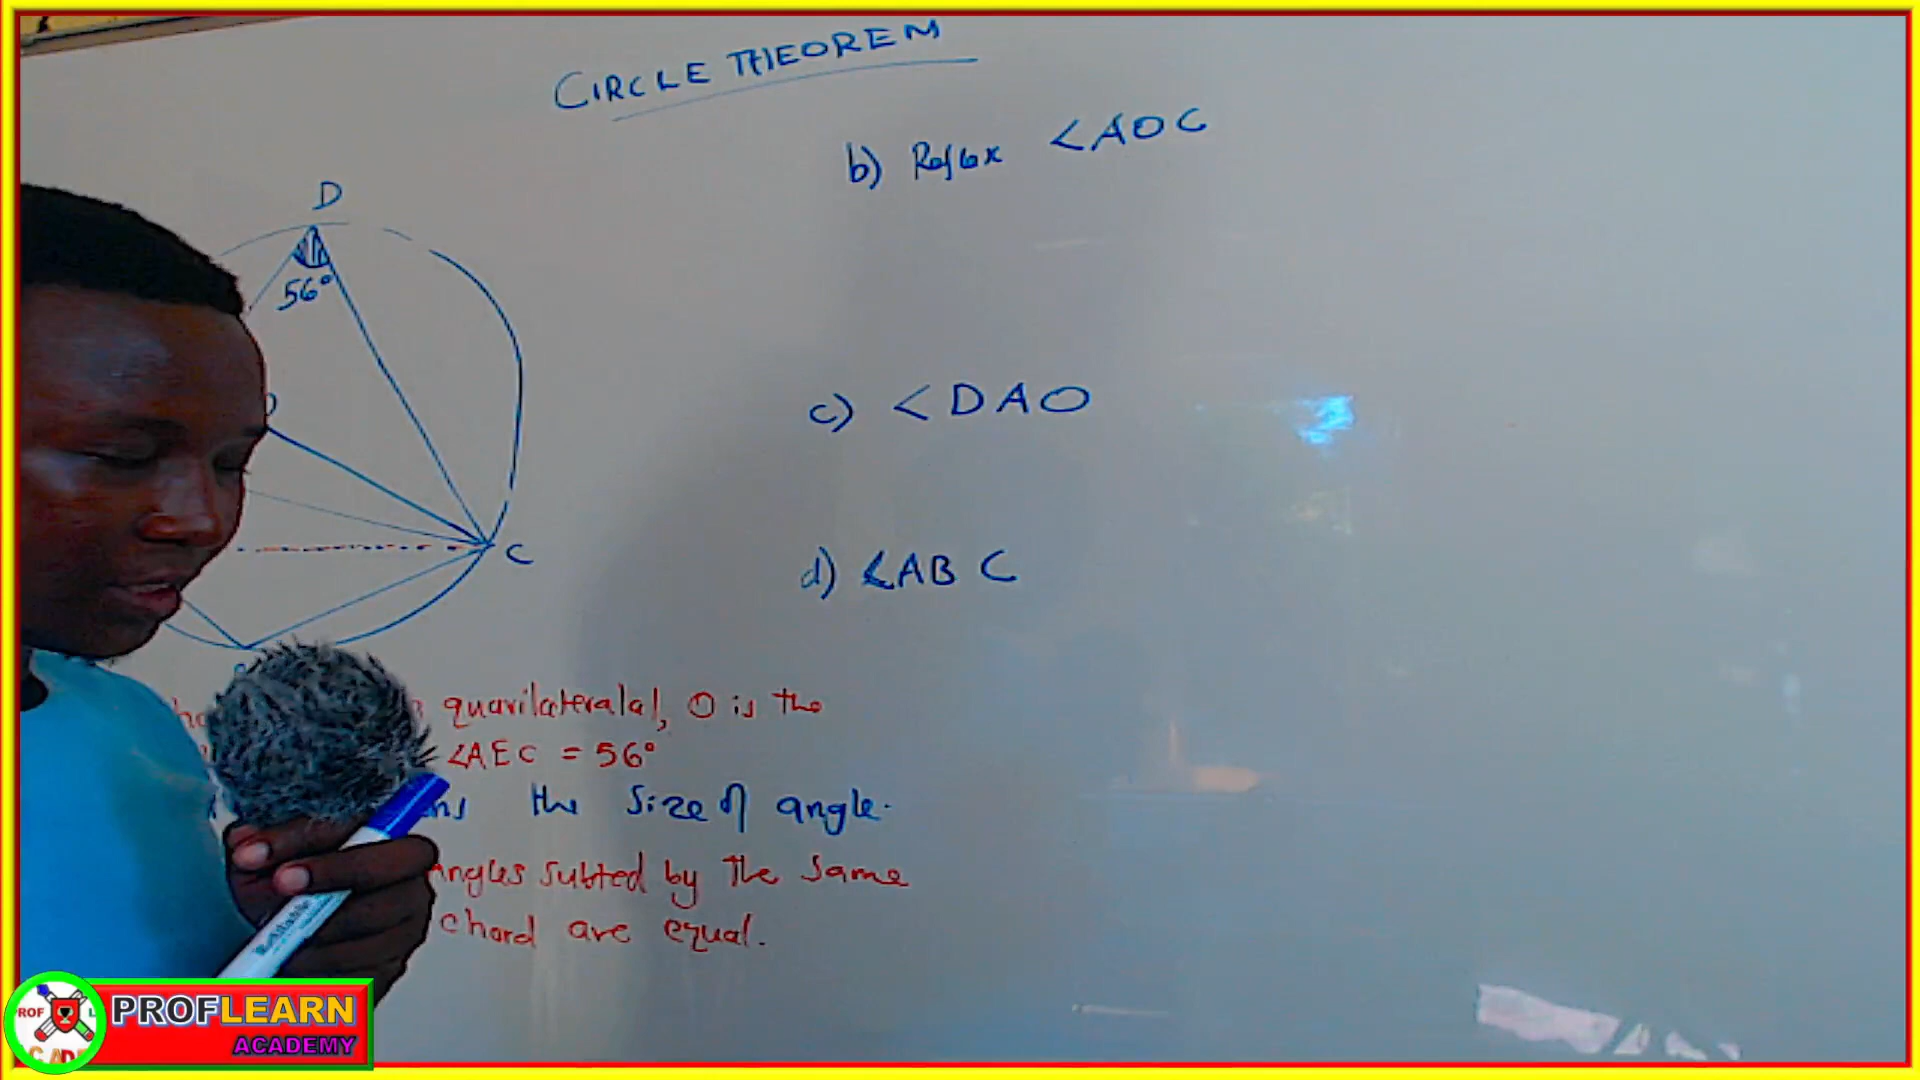 CIRCLE THEOREM
b) Reflex <AOC
D
56°
c) <DAO
C
d) <ABC
quavilateralal, O is the
<AEC = 56°
the size of angle.
Angles subted by the same
chord are equal.
PROFLEARN
ACADEMY